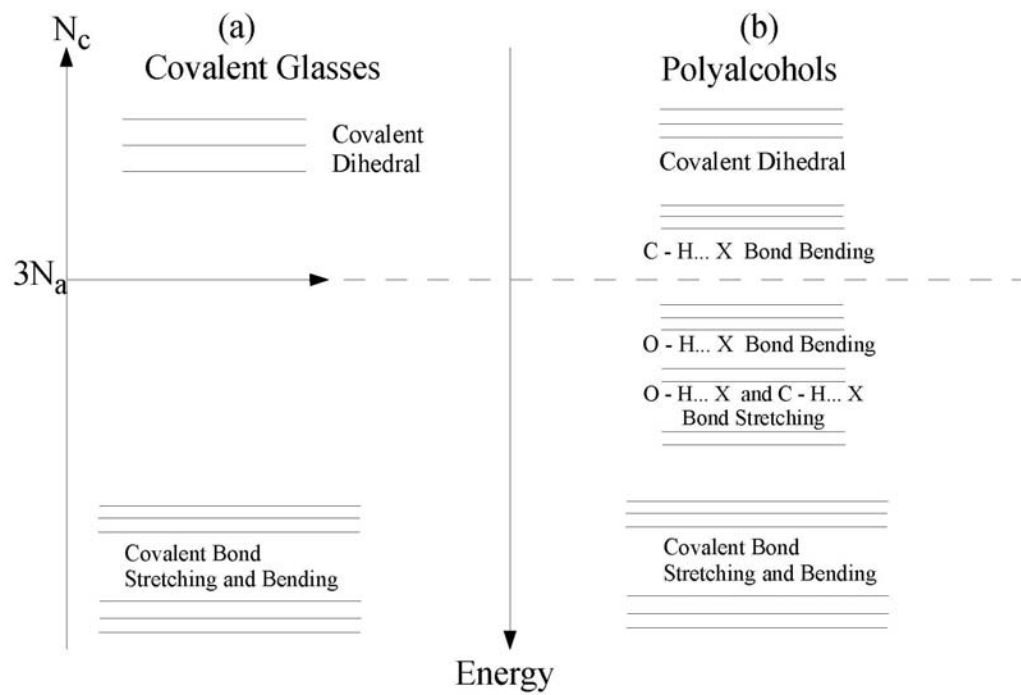 N_c
(a)
Covalent Glasses
Covalent
Dihedral
3N_a
Covalent Bond
Stretching and Bending
(b)
Polyalcohols
Covalent Dihedral
C - H... X Bond Bending
O - H... X Bond Bending
O - H... X and C - H... X
Bond Stretching
Covalent Bond
Stretching and Bending
Energy